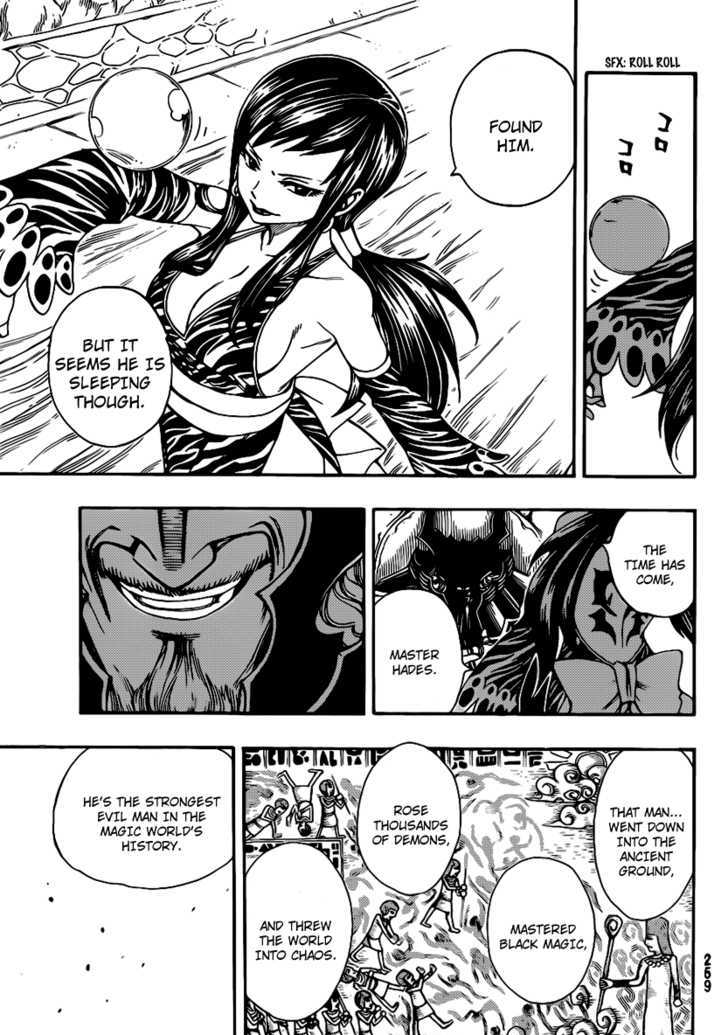 SFX: ROLL ROLL
コロ
コロ
FOUND
HIM.
BUT IT
SEEMS HE IS
SLEEPING
THOUGH.
THE
TIME HAS
COME,
MASTER
HADES.
THAT MAN...
WENT DOWN
INTO THE
ANCIENT
GROUND,
MASTERED
BLACK MAGIC,
ROSE
THOUSANDS
OF DEMONS,
AND THREW
THE WORLD
INTO CHAOS.
HE'S THE STRONGEST
EVIL MAN IN THE
MAGIC WORLD'S
HISTORY.
269